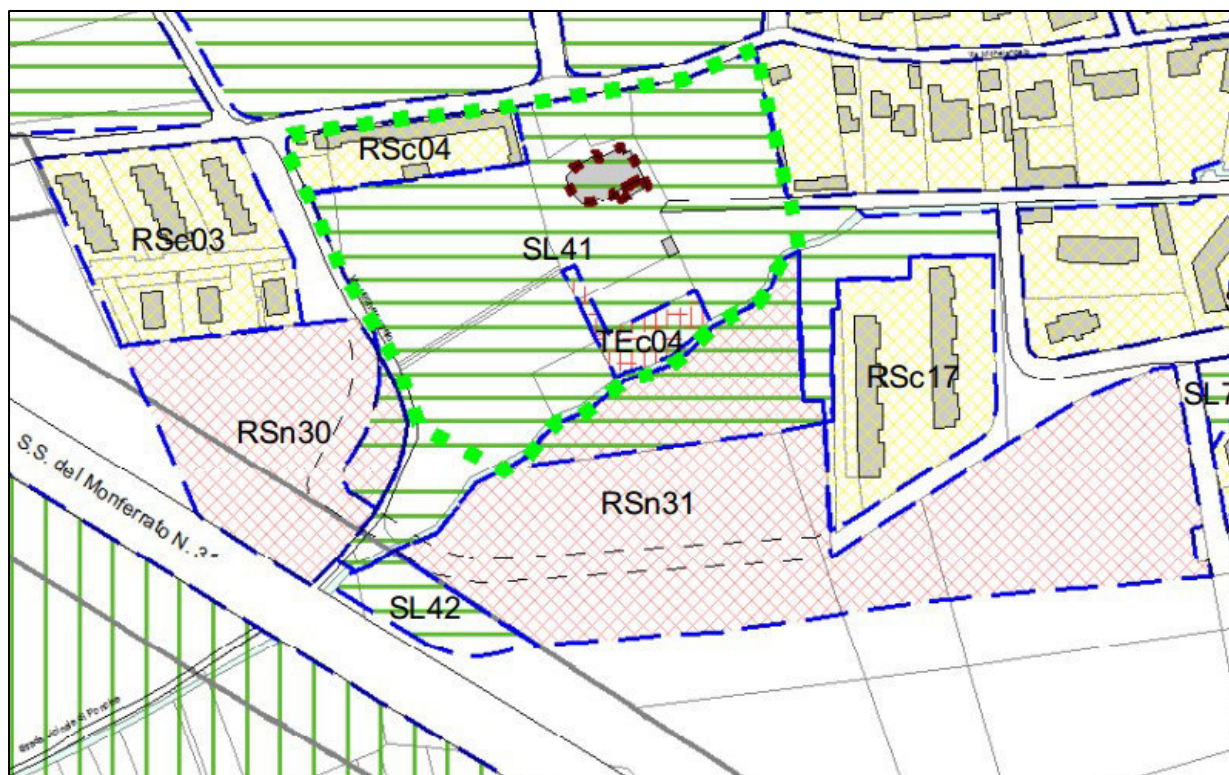 RSc04
RSc03
SL41
TEc04
RSc17
SL7
RSn30
RSn31
S.S. del Monferrato N. 3
SL42